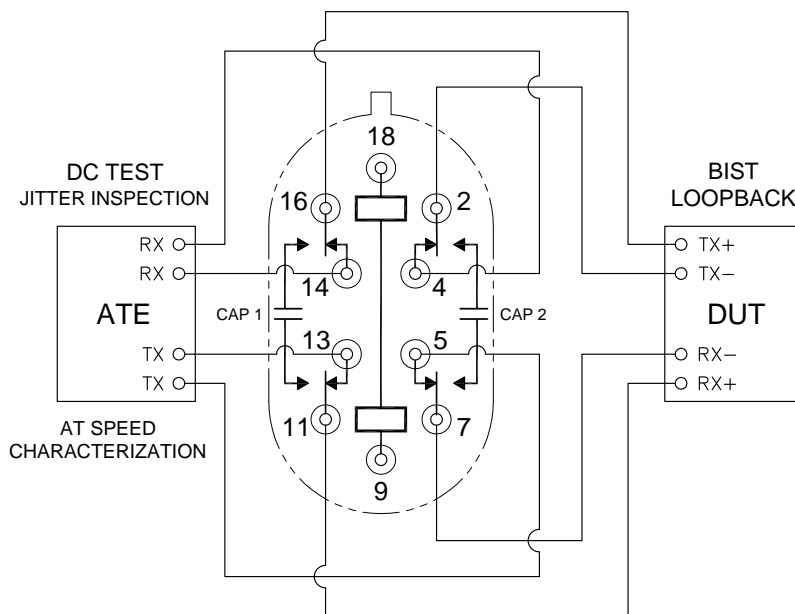 18
DC TEST
JITTER INSPECTION
BIST
LOOPBACK
16
2
RX
RX
ATE
TX
TX
14
4
CAP 1
CAP 2
13
5
TX+
TX-
DUT
RX-
RX+
11
7
AT SPEED
CHARACTERIZATION
9